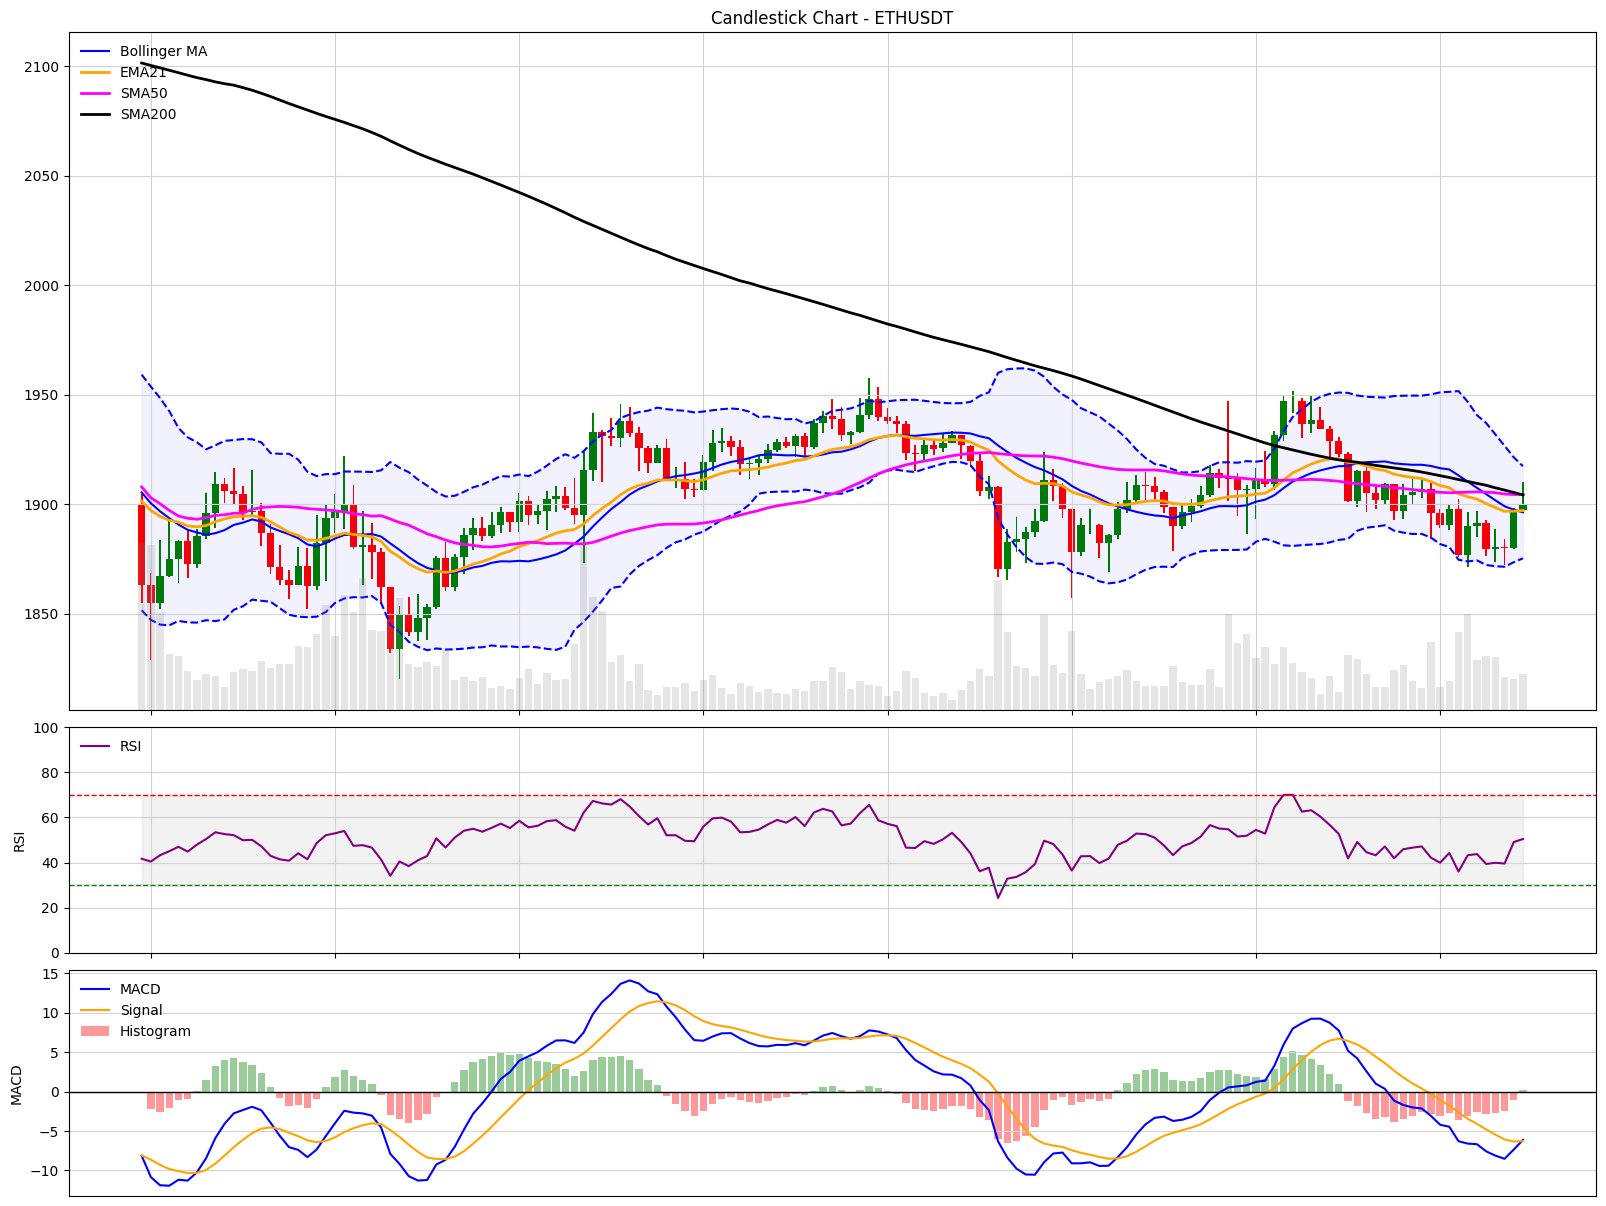 Candlestick Chart - ETHUSDT
Bollinger MA
EMA21
SMA50
SMA200
2100
2050
2000
1950
1900
1850
RSI
100
80
60
40
20
0
RSI
MACD
Signal
Histogram
15
10
5
0
−5
−10
MACD